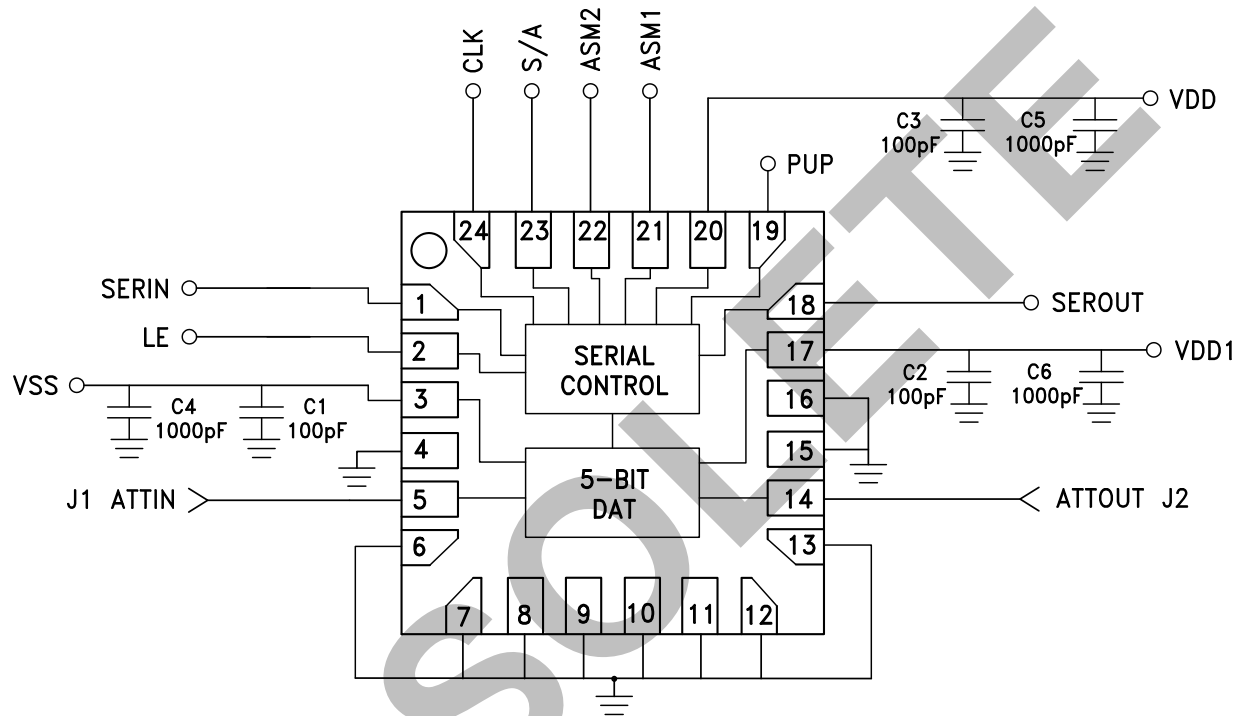 CLK
S/A
ASM2
ASM1
VDD
C3
100pF
C5
1000pF
PUP
24
23
22
21
20
19
SERIN
1
18
SEROUT
LE
2
SERIAL
CONTROL
17
VDD1
VSS
3
16
C4
1000pF
C1
100pF
C2
100pF
C6
1000pF
4
15
J1 ATTIN
5
5-BIT
DAT
14
ATTOUT J2
6
13
7
8
9
10
11
12
SOLETE